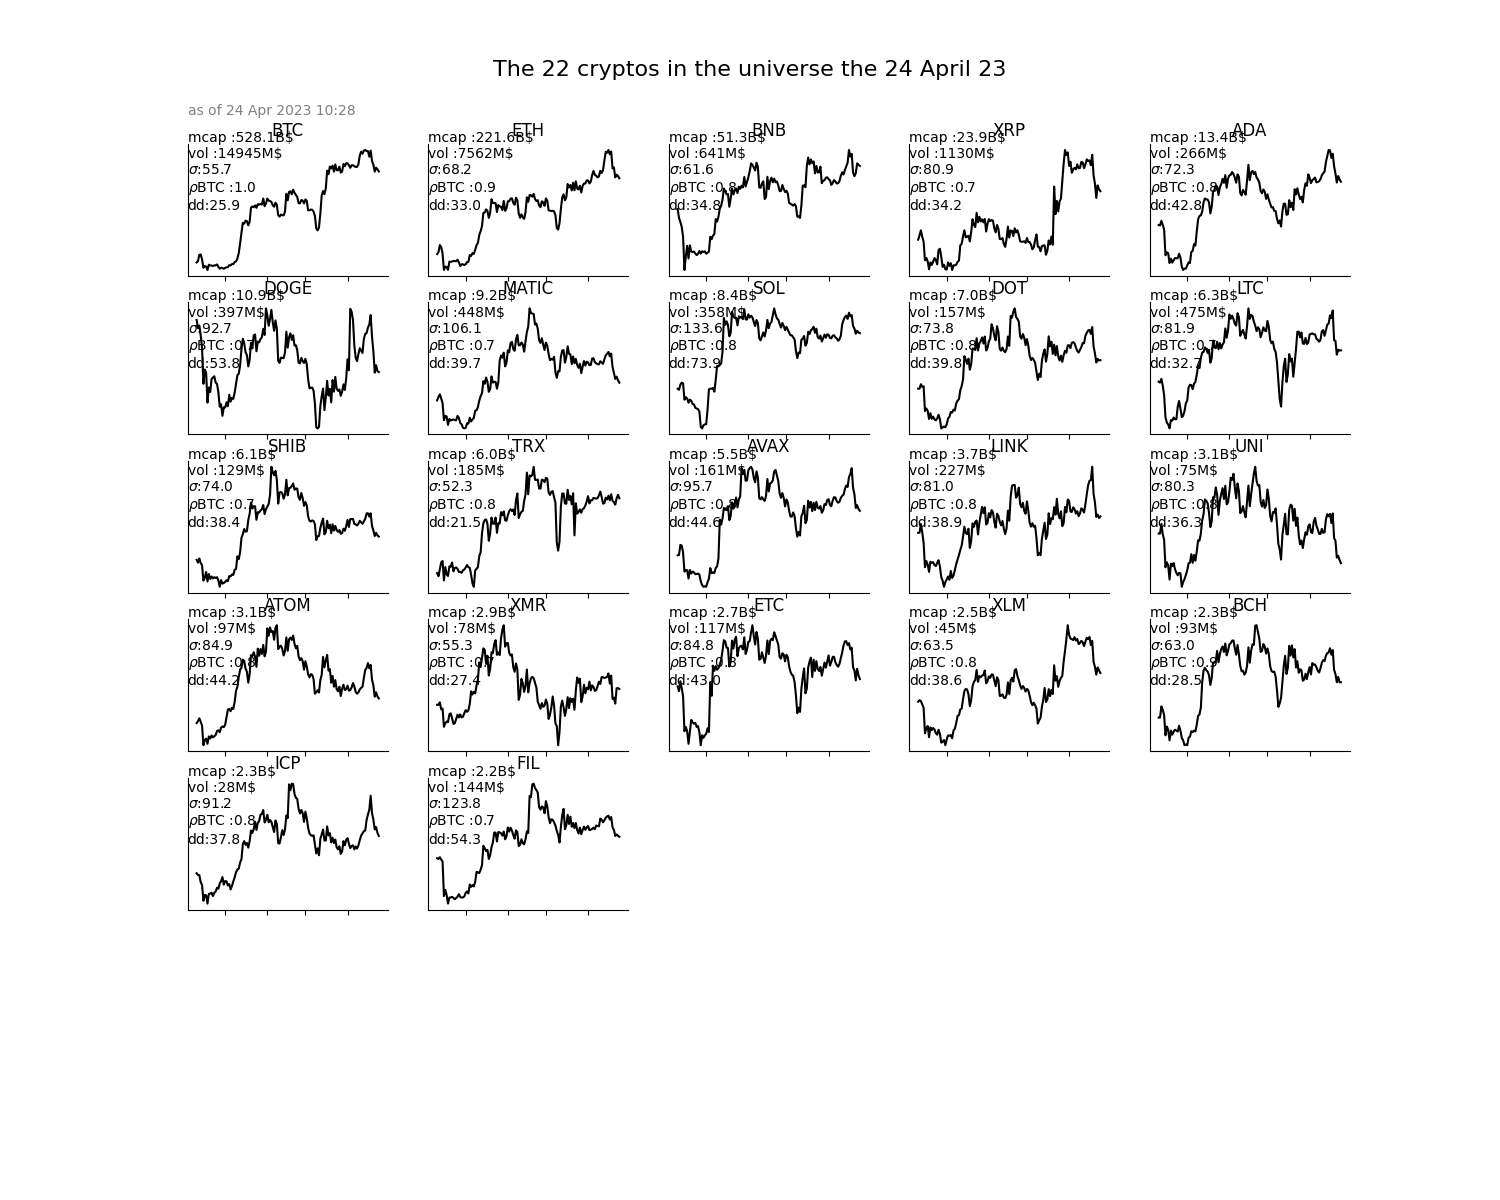 The 22 cryptos in the universe the 24 April 23
as of 24 Apr 2023 10:28
BTC
mcap :528.1B$
vol :14945M$
σ:55.7
ρBTC :1.0
dd:25.9
ETH
mcap :221.6B$
vol :7562M$
σ:68.2
ρBTC :0.9
dd:33.0
BNB
mcap :51.3B$
vol :641M$
σ:61.6
ρBTC :0.8
dd:34.8
XRP
mcap :23.9B$
vol :1130M$
σ:80.9
ρBTC :0.7
dd:34.2
ADA
mcap :13.4B$
vol :266M$
σ:72.3
ρBTC :0.8
dd:42.8
DOGE
mcap :10.9B$
vol :397M$
σ:92.7
ρBTC :0.7
dd:53.8
MATIC
mcap :9.2B$
vol :448M$
σ:106.1
ρBTC :0.7
dd:39.7
SOL
mcap :8.4B$
vol :358M$
σ:133.6
ρBTC :0.8
dd:73.9
DOT
mcap :7.0B$
vol :157M$
σ:73.8
ρBTC :0.8
dd:39.8
LTC
mcap :6.3B$
vol :475M$
σ:81.9
ρBTC :0.7
dd:32.7
SHIB
mcap :6.1B$
vol :129M$
σ:74.0
ρBTC :0.7
dd:38.4
TRX
mcap :6.0B$
vol :185M$
σ:52.3
ρBTC :0.8
dd:21.5
AVAX
mcap :5.5B$
vol :161M$
σ:95.7
ρBTC :0.8
dd:44.6
LINK
mcap :3.7B$
vol :227M$
σ:81.0
ρBTC :0.8
dd:38.9
UNI
mcap :3.1B$
vol :75M$
σ:80.3
ρBTC :0.8
dd:36.3
ATOM
mcap :3.1B$
vol :97M$
σ:84.9
ρBTC :0.8
dd:44.2
XMR
mcap :2.9B$
vol :78M$
σ:55.3
ρBTC :0.7
dd:27.4
ETC
mcap :2.7B$
vol :117M$
σ:84.8
ρBTC :0.8
dd:43.0
XLM
mcap :2.5B$
vol :45M$
σ:63.5
ρBTC :0.8
dd:38.6
BCH
mcap :2.3B$
vol :93M$
σ:63.0
ρBTC :0.9
dd:28.5
ICP
mcap :2.3B$
vol :28M$
σ:91.2
ρBTC :0.8
dd:37.8
FIL
mcap :2.2B$
vol :144M$
σ:123.8
ρBTC :0.7
dd:54.3